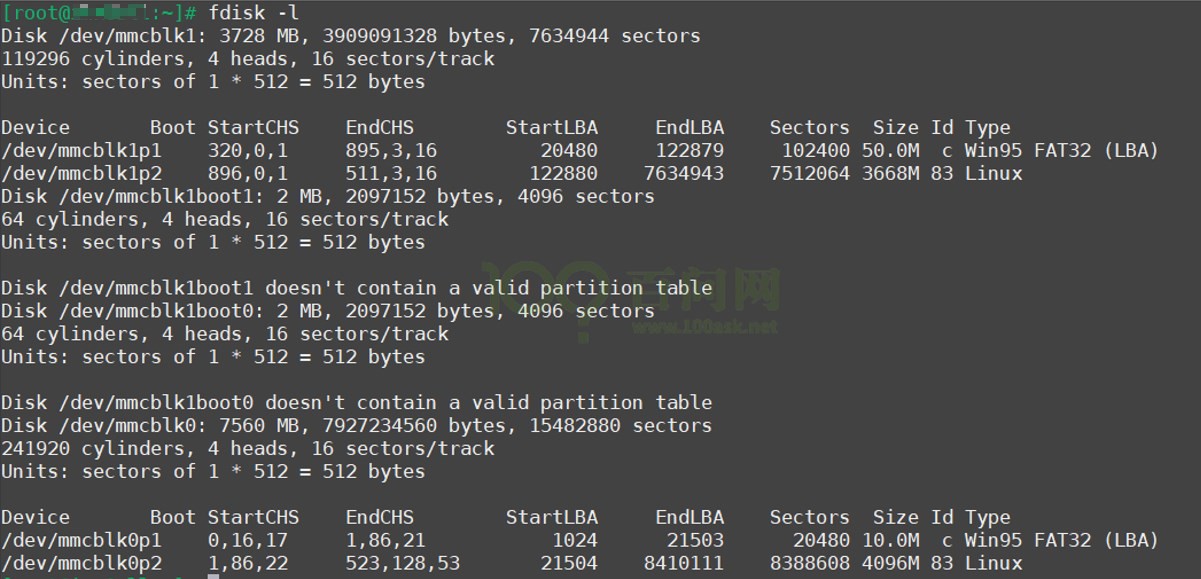 [root@ :~]# fdisk -l
Disk /dev/mmcblk1: 3728 MB, 3909091328 bytes, 7634944 sectors
119296 cylinders, 4 heads, 16 sectors/track
Units: sectors of 1 * 512 = 512 bytes
Device Boot StartCHS EndCHS StartLBA EndLBA Sectors Size Id Type
/dev/mmcblk1p1 320,0,1 895,3,16 20480 122879 102400 50.0M c Win95 FAT32 (LBA)
/dev/mmcblk1p2 896,0,1 511,3,16 122880 7634943 7512064 3668M 83 Linux
Disk /dev/mmcblk1boot1: 2 MB, 2097152 bytes, 4096 sectors
64 cylinders, 4 heads, 16 sectors/track
Units: sectors of 1 * 512 = 512 bytes
Disk /dev/mmcblk1boot1 doesn't contain a valid partition table
Disk /dev/mmcblk1boot0: 2 MB, 2097152 bytes, 4096 sectors
64 cylinders, 4 heads, 16 sectors/track
Units: sectors of 1 * 512 = 512 bytes
Disk /dev/mmcblk1boot0 doesn't contain a valid partition table
Disk /dev/mmcblk0: 7560 MB, 7927234560 bytes, 15482880 sectors
241920 cylinders, 4 heads, 16 sectors/track
Units: sectors of 1 * 512 = 512 bytes
Device Boot StartCHS EndCHS StartLBA EndLBA Sectors Size Id Type
/dev/mmcblk0p1 0,16,17 1,86,21 1024 21503 20480 10.0M c Win95 FAT32 (LBA)
/dev/mmcblk0p2 1,86,22 523,128,53 21504 8410111 8388608 4096M 83 Linux
100 百问网
www.100ask.net